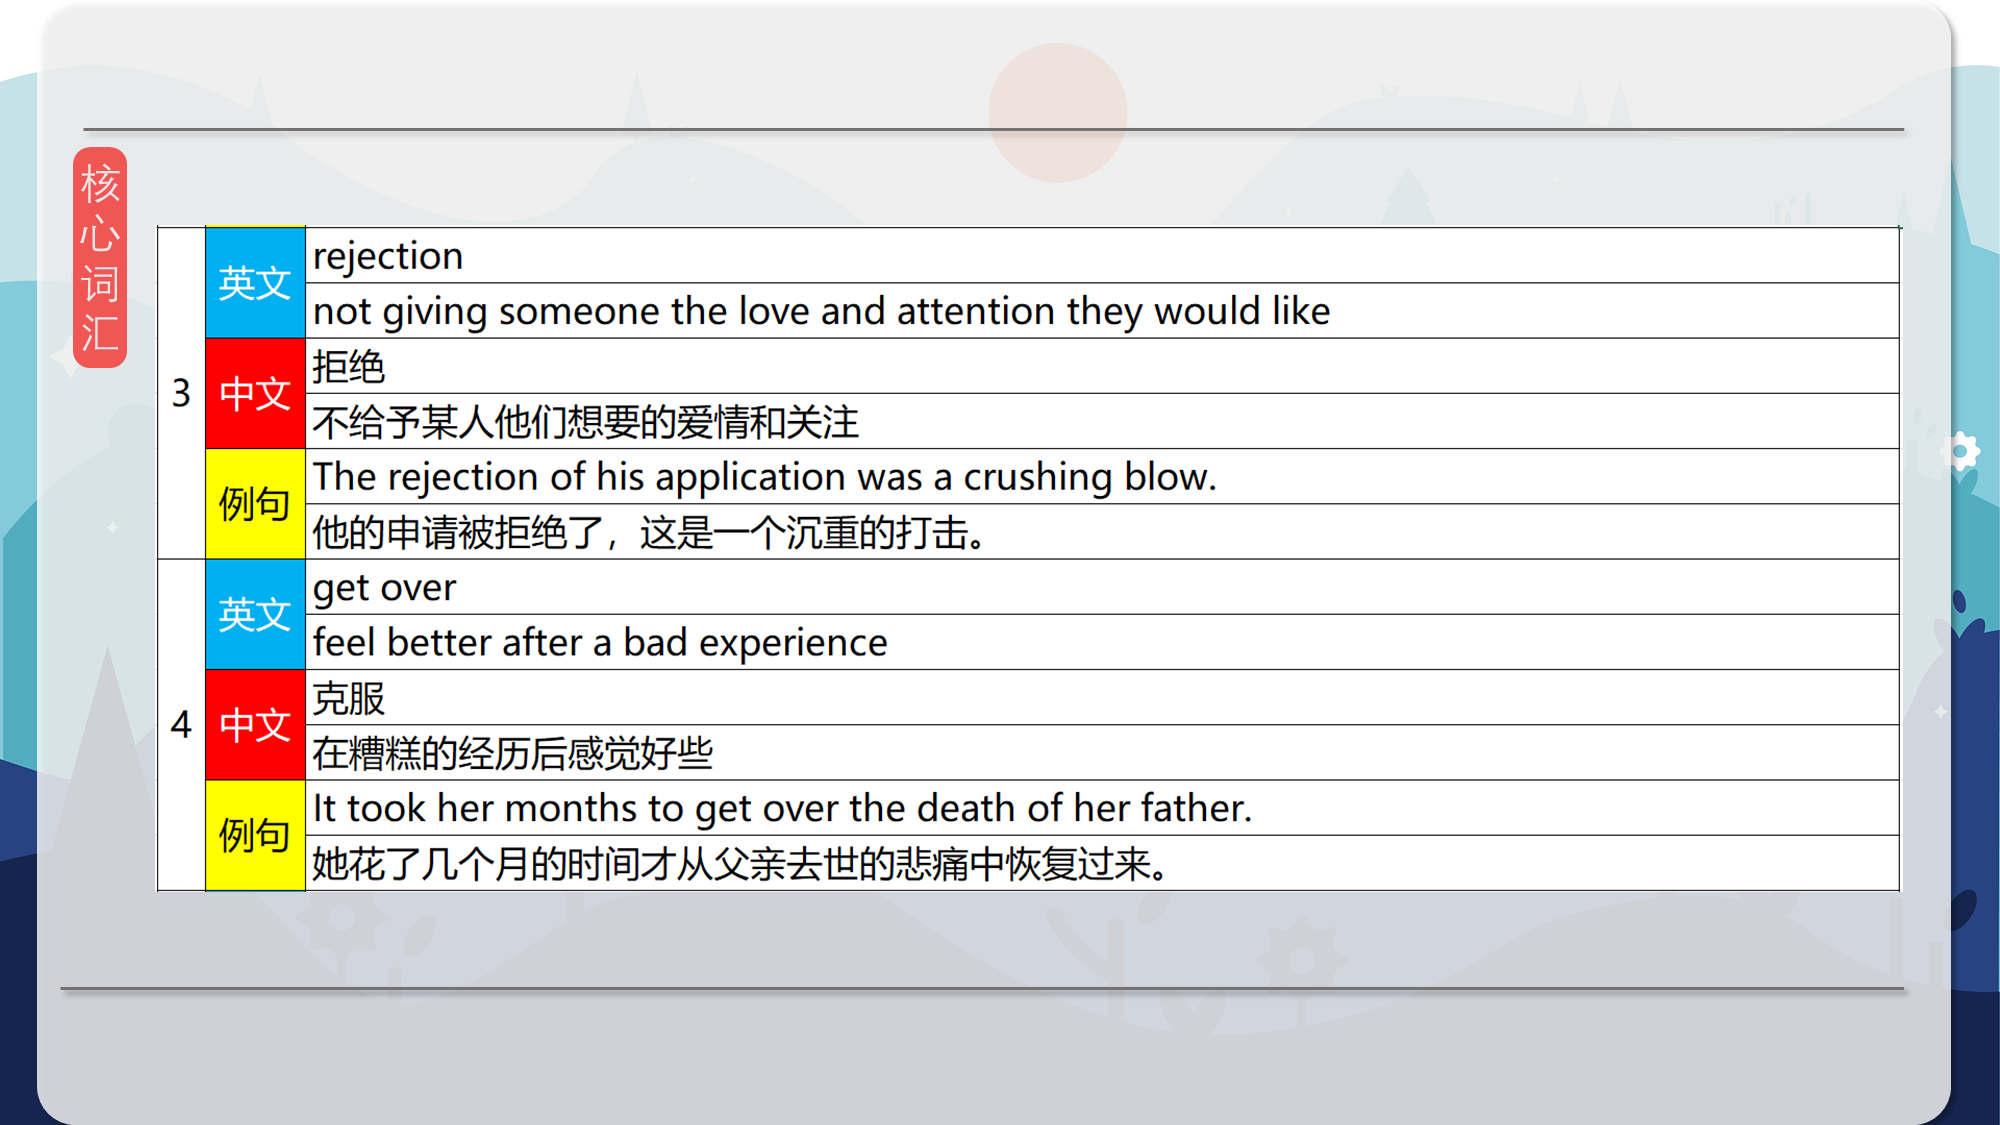 核心词汇
3
英文
rejection
not giving someone the love and attention they would like
中文
拒绝
不给予某人他们想要的爱情和关注
例句
The rejection of his application was a crushing blow.
他的申请被拒绝了，这是一个沉重的打击。
4
英文
get over
feel better after a bad experience
中文
克服
在糟糕的经历后感觉好些
例句
It took her months to get over the death of her father.
她花了几个月的时间才从父亲去世的悲痛中恢复过来。